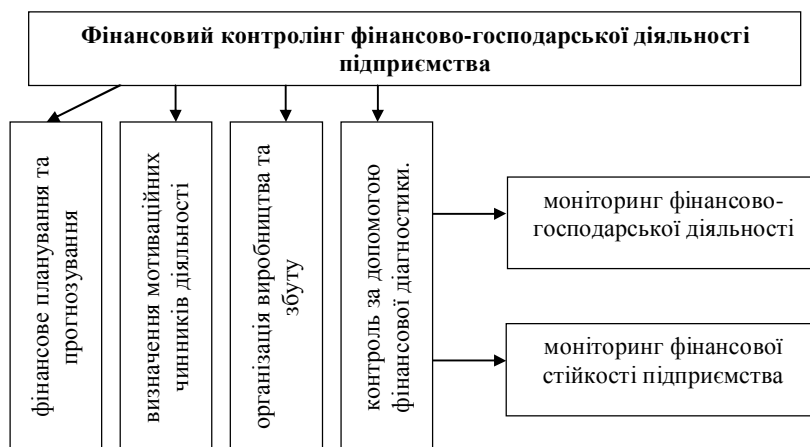 Фінансовий контролінг фінансово-господарської діяльності
підприємства
фінансове планування та
прогнозування
визначення мотиваційних
чинників діяльності
організація виробництва та
збуту
контроль за допомогою
фінансової діагностики.
моніторинг фінансово-
господарської діяльності
моніторинг фінансової
стійкості підприємства